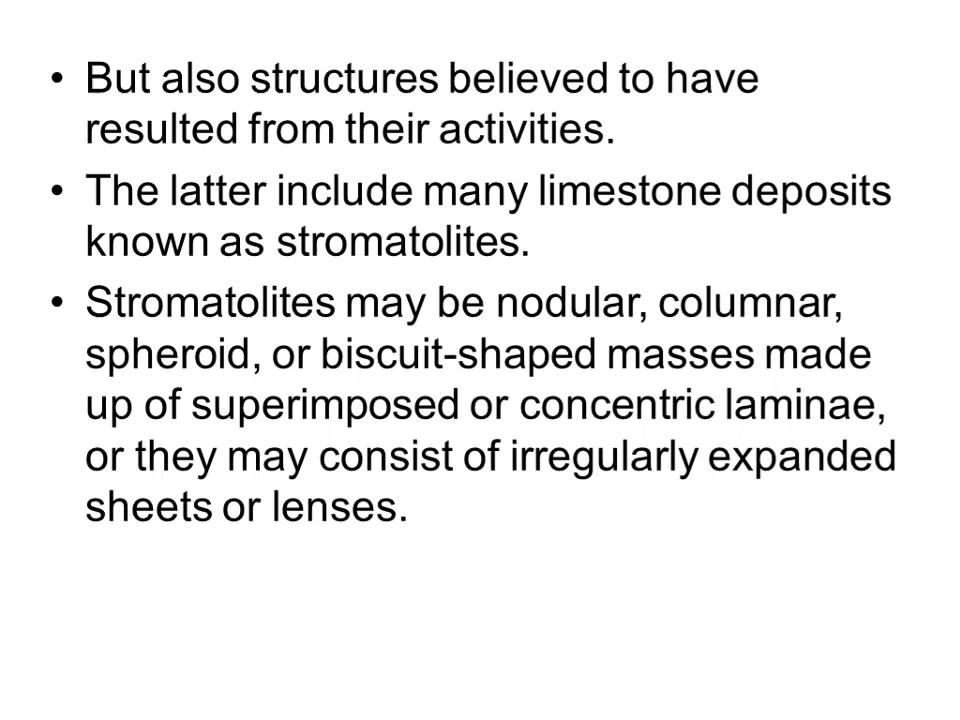 • But also structures believed to have
resulted from their activities.
• The latter include many limestone deposits
known as stromatolites.
• Stromatolites may be nodular, columnar,
spheroid, or biscuit-shaped masses made
up of superimposed or concentric laminae,
or they may consist of irregularly expanded
sheets or lenses.